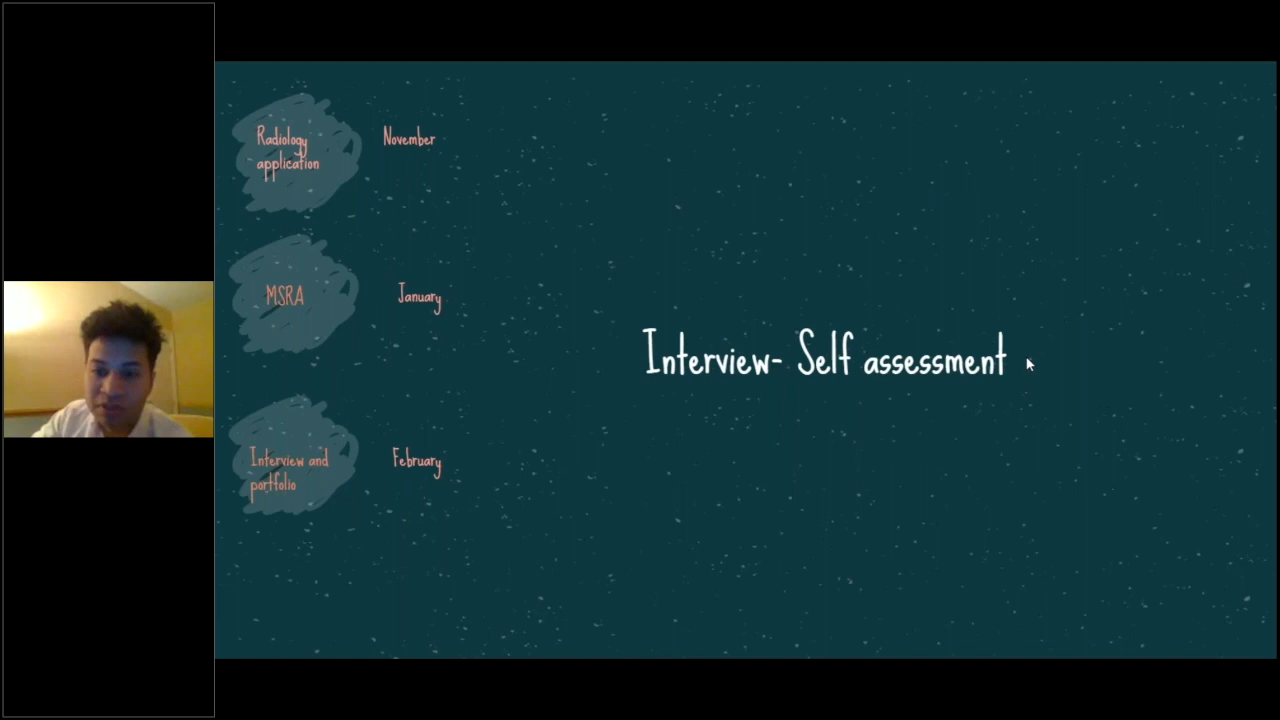 Radiology
application
November
MSRA
January
Interview- Self assessment
Interview and
portfolio
February